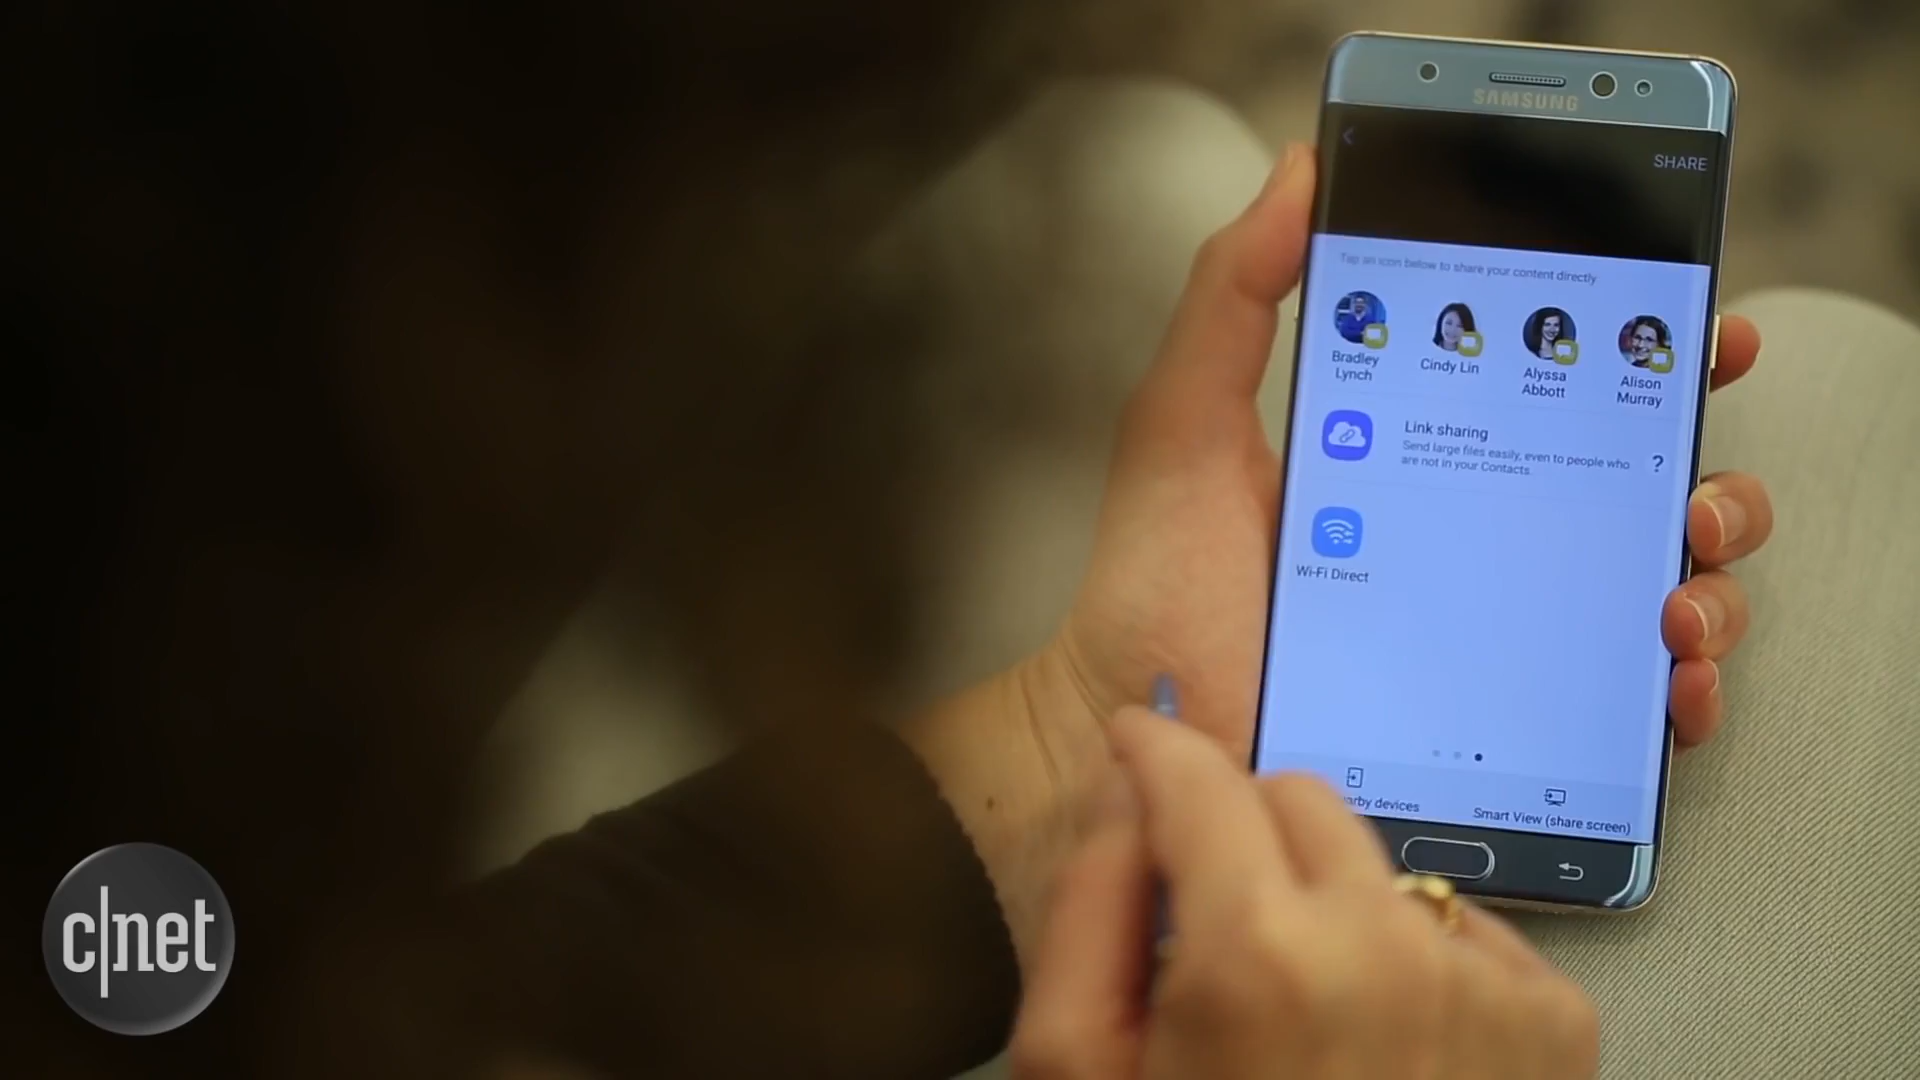 SAMSUNG
SHARE
Tap an icon below to share your content directly
Bradley
Lynch
Cindy Lin
Alyssa
Abbott
Alison
Murray
Link sharing
Send large files easily, even to people who
are not in your Contacts.
?
Wi-Fi Direct
arby devices
Smart View (share screen)
c|net